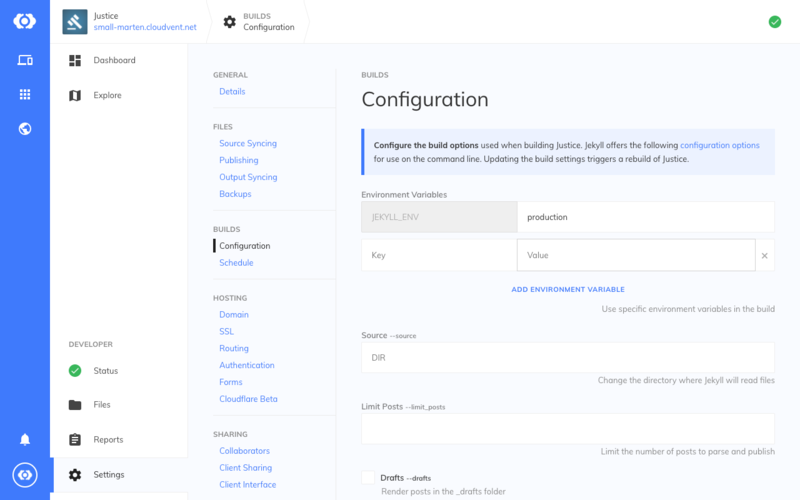 Justice
small-marten.cloudvent.net
BUILDS
Configuration
Dashboard
Explore
DEVELOPER
Status
Files
Reports
Settings
GENERAL
Details
FILES
Source Syncing
Publishing
Output Syncing
Backups
BUILDS
Configuration
Schedule
HOSTING
Domain
SSL
Routing
Authentication
Forms
Cloudflare Beta
SHARING
Collaborators
Client Sharing
Client Interface
BUILDS
Configuration
Configure the build options used when building Justice. Jekyll offers the following configuration options
for use on the command line. Updating the build settings triggers a rebuild of Justice.
Environment Variables
JEKYLL_ENV production
Key Value
ADD ENVIRONMENT VARIABLE
Use specific environment variables in the build
Source --source
DIR
Change the directory where Jekyll will read files
Limit Posts --limit_posts
Limit the number of posts to parse and publish
Drafts --drafts
Render posts in the _drafts folder